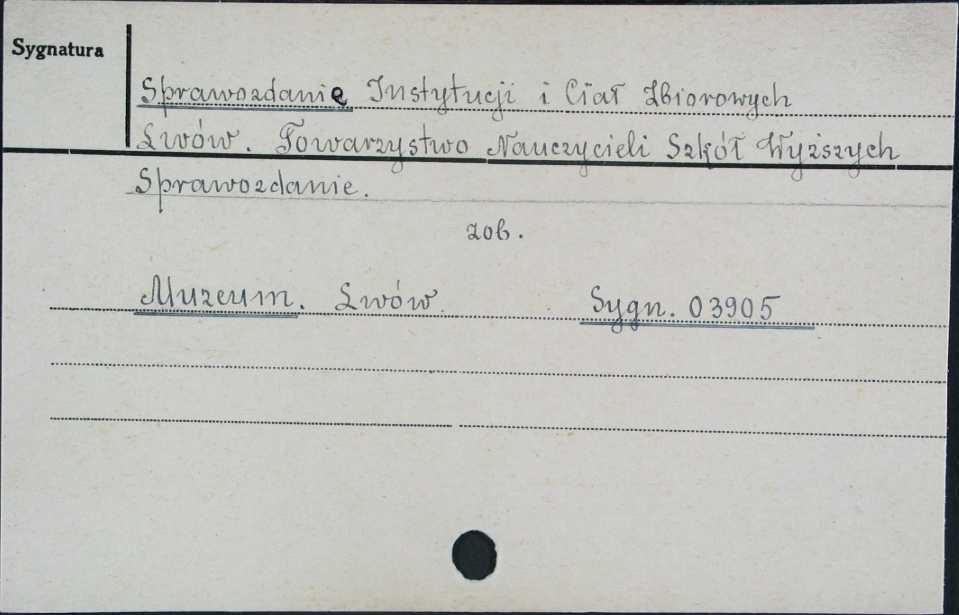 Sygnatura
Sprawozdanie Instytucji i Ciał Zbiorowych
Lwów. Towarzystwo Nauczycieli Szkół Wyższych
Sprawozdanie.
zob.
Muzeum. Lwów. Sygn. 03905